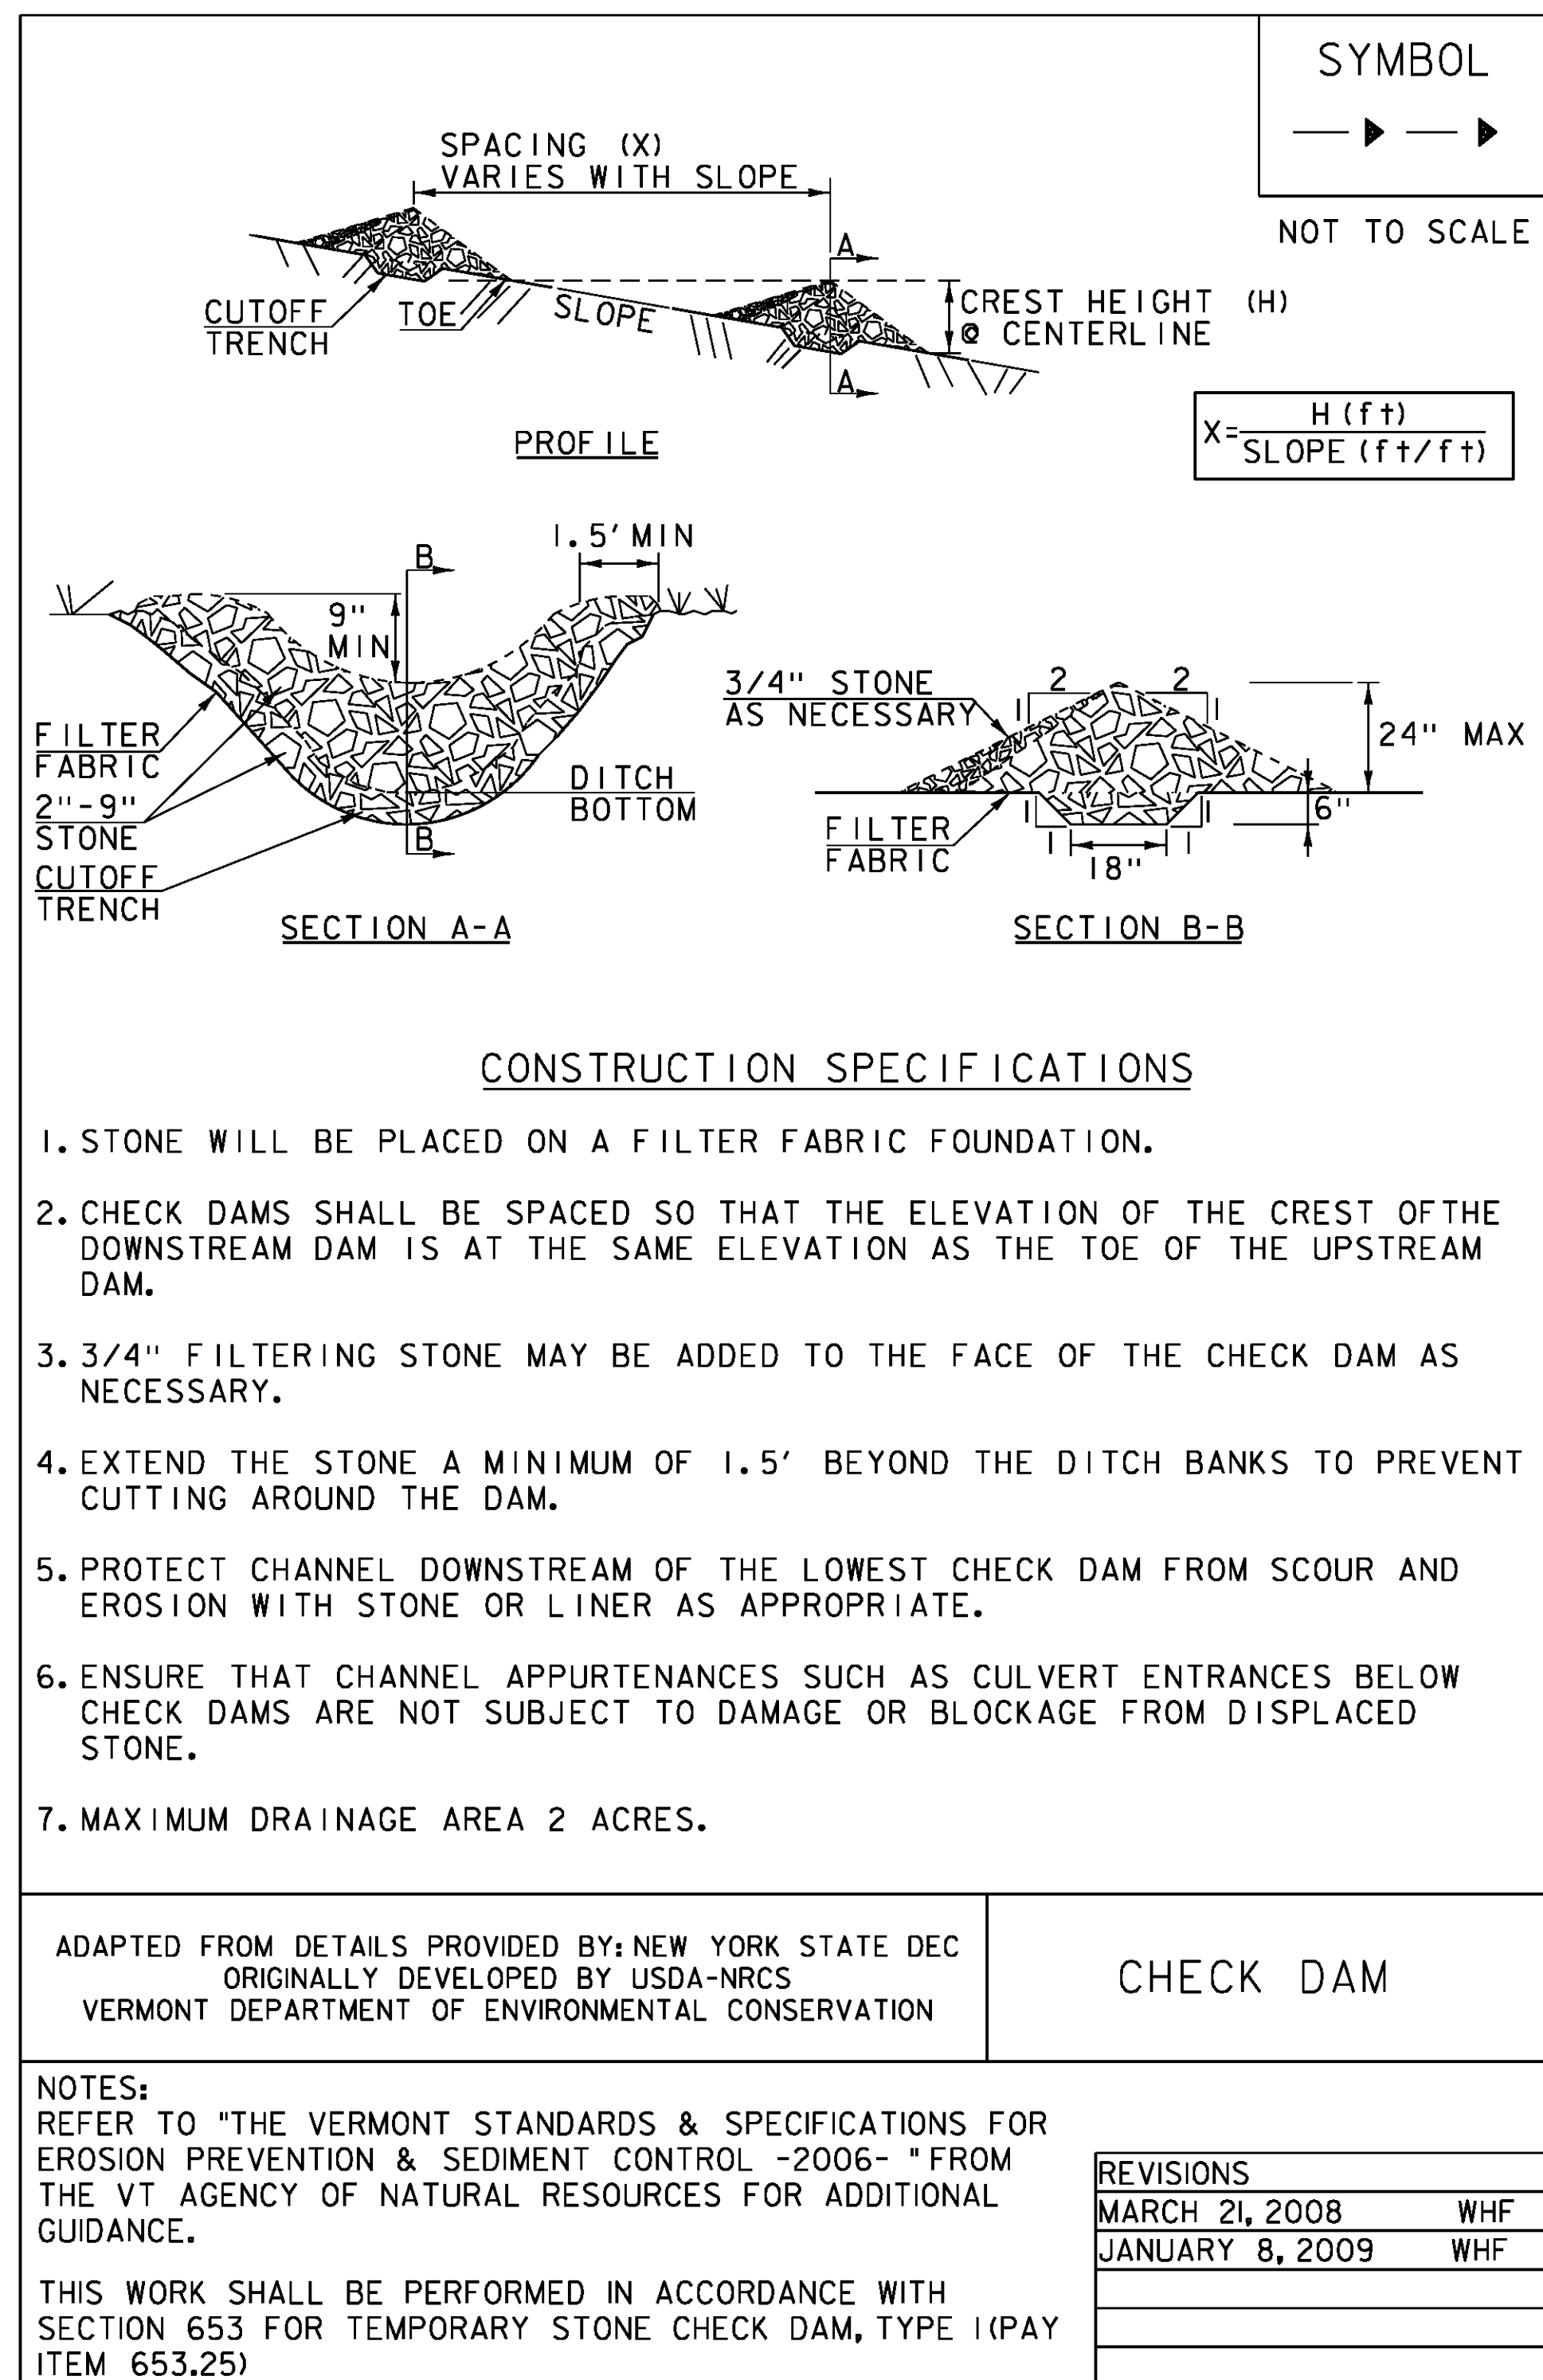 SYMBOL
NOT TO SCALE
SPACING (X)
VARIES WITH SLOPE
A
CUTOFF
TRENCH
TOE
SLOPE
CREST HEIGHT (H)
@ CENTERLINE
A
PROFILE
X= H (ft)
SLOPE (ft/ft)
B
1.5' MIN
9"
MIN
FILTER
FABRIC
2"-9"
STONE
CUTOFF
TRENCH
DITCH
BOTTOM
B
SECTION A-A
3/4" STONE
AS NECESSARY
2 2
1 1
24" MAX
FILTER
FABRIC
1 1
1 1
18"
6"
SECTION B-B
CONSTRUCTION SPECIFICATIONS
1. STONE WILL BE PLACED ON A FILTER FABRIC FOUNDATION.
2. CHECK DAMS SHALL BE SPACED SO THAT THE ELEVATION OF THE CREST OFTHE
DOWNSTREAM DAM IS AT THE SAME ELEVATION AS THE TOE OF THE UPSTREAM
DAM.
3. 3/4" FILTERING STONE MAY BE ADDED TO THE FACE OF THE CHECK DAM AS
NECESSARY.
4. EXTEND THE STONE A MINIMUM OF 1.5' BEYOND THE DITCH BANKS TO PREVENT
CUTTING AROUND THE DAM.
5. PROTECT CHANNEL DOWNSTREAM OF THE LOWEST CHECK DAM FROM SCOUR AND
EROSION WITH STONE OR LINER AS APPROPRIATE.
6. ENSURE THAT CHANNEL APPURTENANCES SUCH AS CULVERT ENTRANCES BELOW
CHECK DAMS ARE NOT SUBJECT TO DAMAGE OR BLOCKAGE FROM DISPLACED
STONE.
7. MAXIMUM DRAINAGE AREA 2 ACRES.
ADAPTED FROM DETAILS PROVIDED BY: NEW YORK STATE DEC
ORIGINALLY DEVELOPED BY USDA-NRCS
VERMONT DEPARTMENT OF ENVIRONMENTAL CONSERVATION
CHECK DAM
NOTES:
REFER TO "THE VERMONT STANDARDS & SPECIFICATIONS FOR
EROSION PREVENTION & SEDIMENT CONTROL -2006- " FROM
THE VT AGENCY OF NATURAL RESOURCES FOR ADDITIONAL
GUIDANCE.
THIS WORK SHALL BE PERFORMED IN ACCORDANCE WITH
SECTION 653 FOR TEMPORARY STONE CHECK DAM, TYPE I (PAY
ITEM 653.25)
REVISIONS
MARCH 21, 2008 WHF
JANUARY 8, 2009 WHF